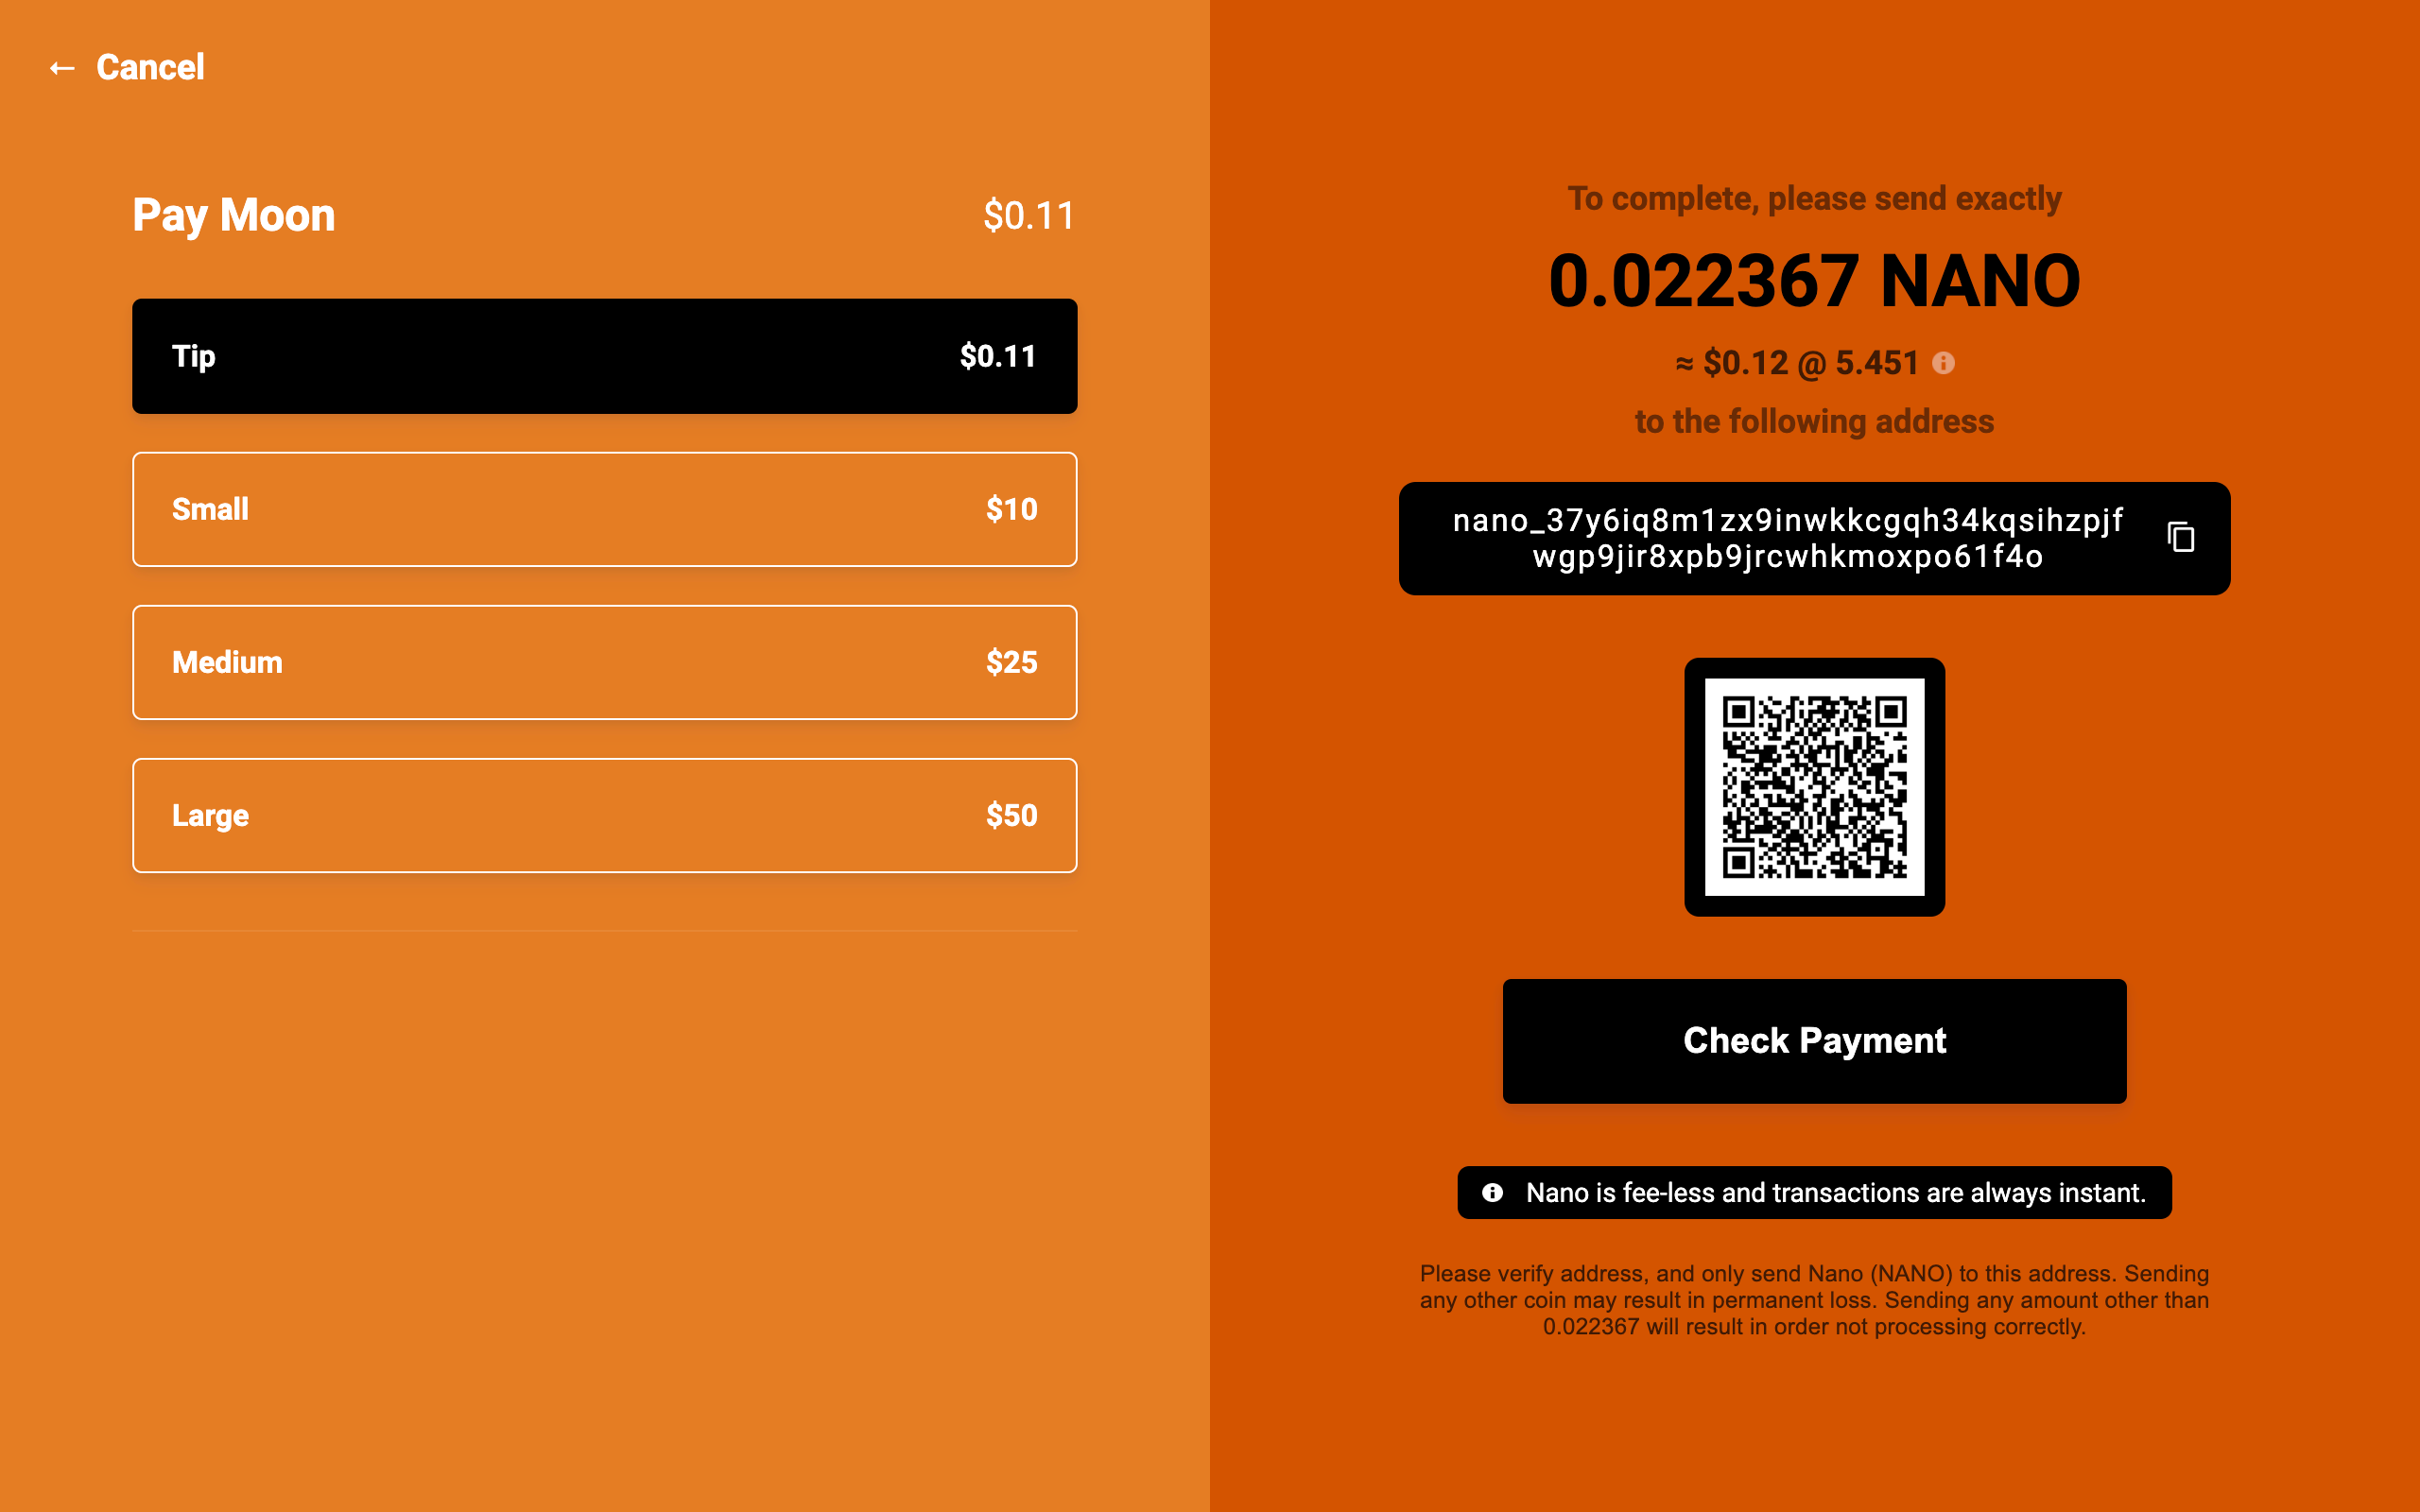 ← Cancel
Pay Moon $0.11
Tip $0.11
Small $10
Medium $25
Large $50
To complete, please send exactly
0.022367 NANO
≈ $0.12 @ 5.451
to the following address
nano_37y6iq8m1zx9inwkkcgqh34kqsihzpjf
wgp9jir8xpb9jrcwhkmoxpo61f4o
Check Payment
Nano is fee-less and transactions are always instant.
Please verify address, and only send Nano (NANO) to this address. Sending
any other coin may result in permanent loss. Sending any amount other than
0.022367 will result in order not processing correctly.